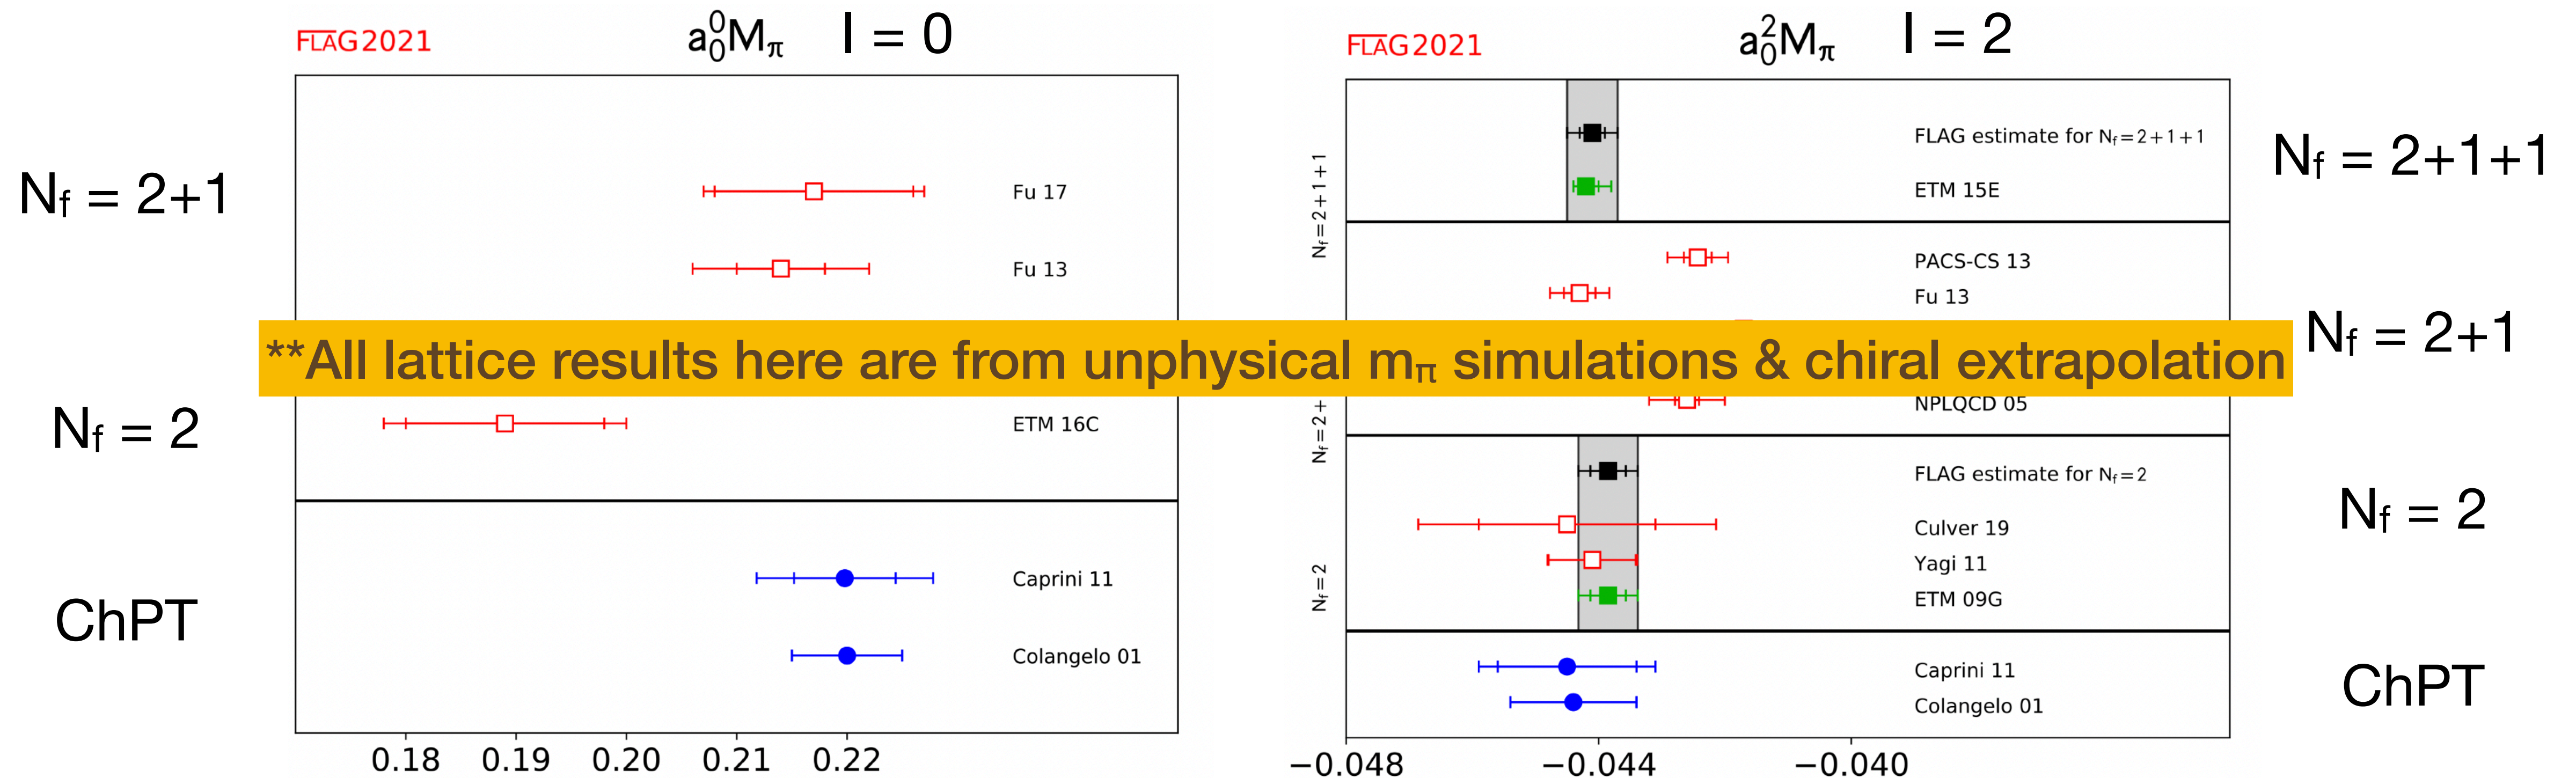 FLAG2021
a₀⁰Mπ I = 0
Nf = 2+1
Fu 17
Fu 13
Nf = 2
ETM 16C
ChPT
Caprini 11
Colangelo 01
0.18 0.19 0.20 0.21 0.22
**All lattice results here are from unphysical mπ simulations & chiral extrapolation
FLAG2021
a₀²Mπ I = 2
Nf = 2+1+1
FLAG estimate for Nf = 2+1+1
ETM 15E
Nf = 2+1+1
PACS-CS 13
Fu 13
Nf = 2+1
NPLQCD 05
Nf = 2+
FLAG estimate for Nf = 2
Culver 19
Yagi 11
ETM 09G
Nf = 2
Nf = 2
Caprini 11
Colangelo 01
ChPT
−0.048 −0.044 −0.040